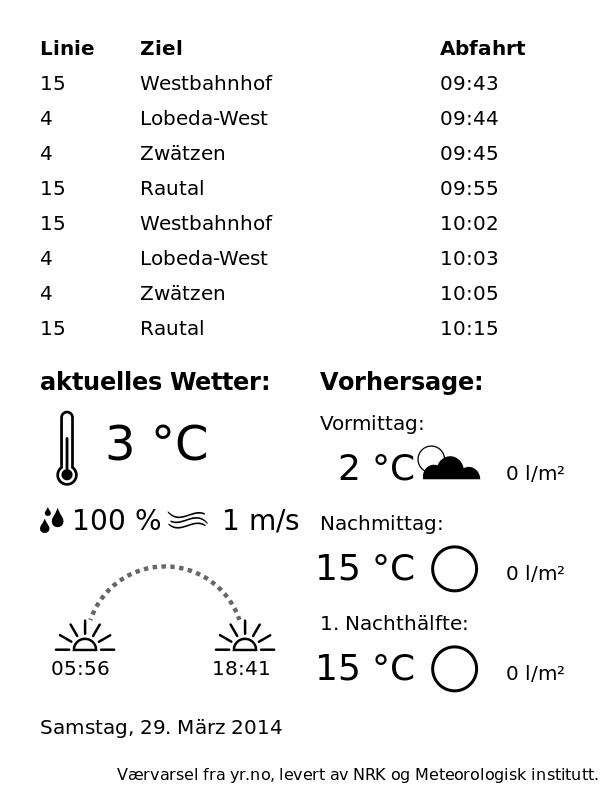 Linie Ziel Abfahrt
15 Westbahnhof 09:43
4 Lobeda-West 09:44
4 Zwätzen 09:45
15 Rautal 09:55
15 Westbahnhof 10:02
4 Lobeda-West 10:03
4 Zwätzen 10:05
15 Rautal 10:15
aktuelles Wetter:
3 °C
100 % 1 m/s
05:56 18:41
Vorhersage:
Vormittag:
2 °C 0 l/m²
Nachmittag:
15 °C 0 l/m²
1. Nachthälfte:
15 °C 0 l/m²
Samstag, 29. März 2014
Værvarsel fra yr.no, levert av NRK og Meteorologisk institutt.